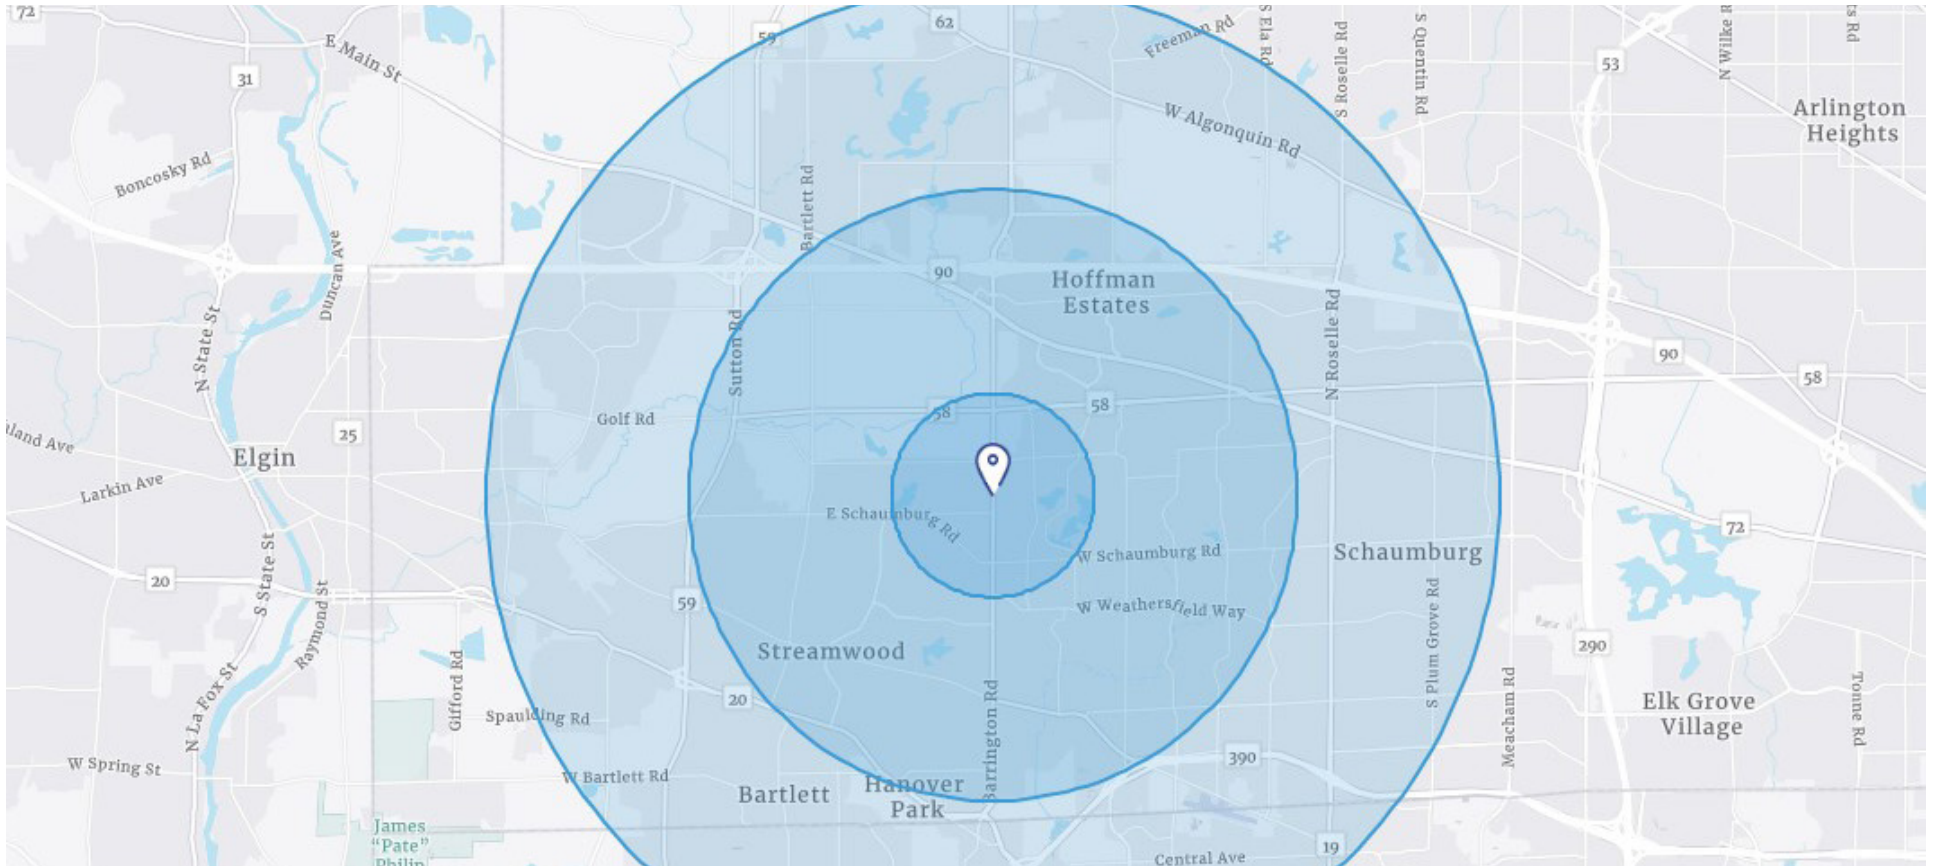 72
59
62
Freeman Rd
S Ela Rd
S Roselle Rd
S Quentin Rd
53
E Main St
31
Arlington
Heights
W Algonquin Rd
Boncosky Rd
Bartlett Rd
Duncan Ave
90
Hoffman
Estates
N State St
Sutton Rd
N Roselle Rd
90
58
58
58
Golf Rd
25
Elgin
Larkin Ave
E Schaumburg Rd
72
W Schaumburg Rd
Schaumburg
20
S State St
Raymond St
59
W Weathersfield Way
S Plum Grove Rd
290
Streamwood
Gifford Rd
20
Spaulding Rd
Barrington Rd
Meacham Rd
Elk Grove
Village
Tonne Rd
N La Fox St
W Spring St
W Bartlett Rd
390
Bartlett
Hanover
Park
James
"Pate"
Philip
19
Central Ave